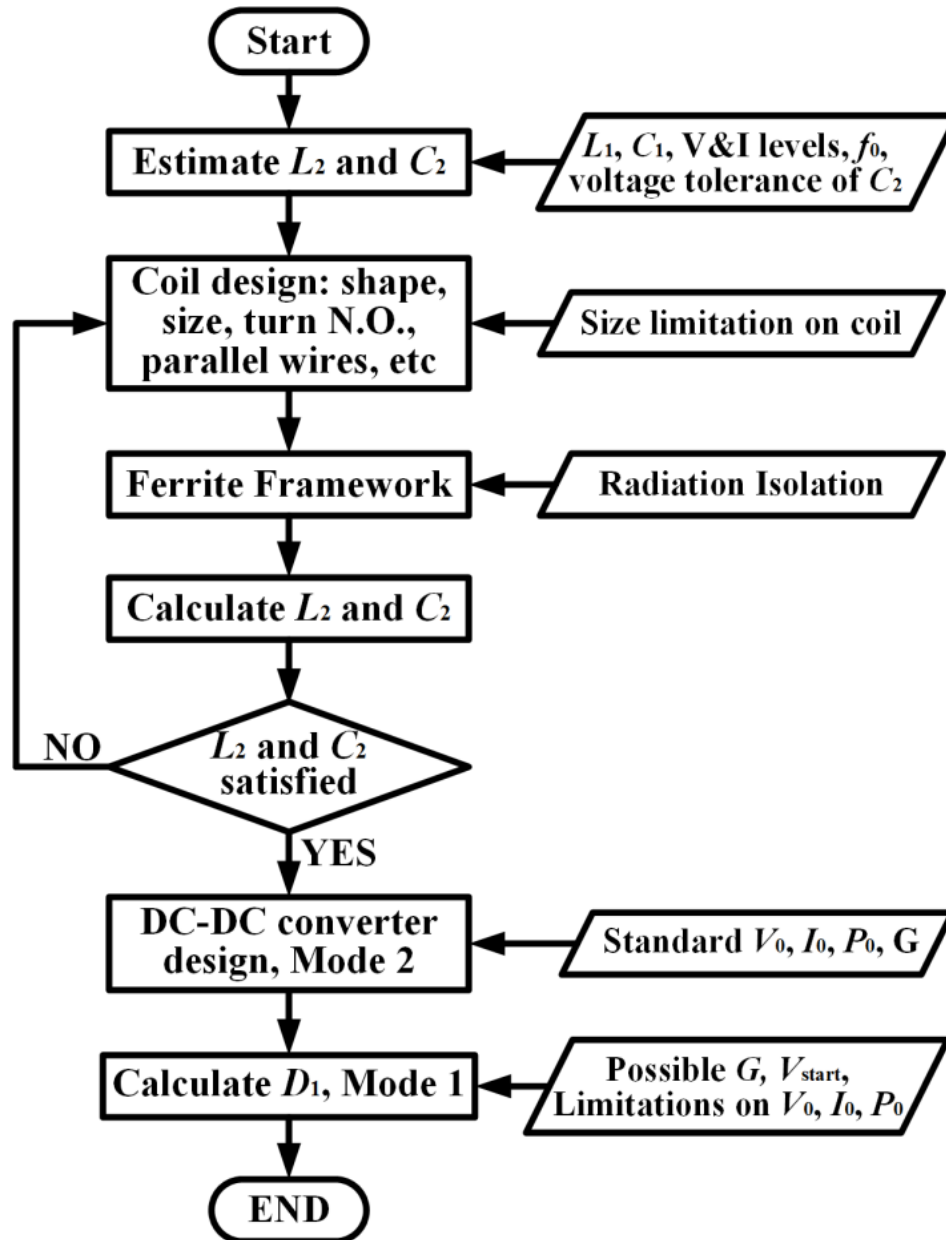 Start
Estimate L₂ and C₂
L₁, C₁, V&I levels, f₀,
voltage tolerance of C₂
Coil design: shape,
size, turn N.O.,
parallel wires, etc
Size limitation on coil
Ferrite Framework
Radiation Isolation
Calculate L₂ and C₂
L₂ and C₂
satisfied
NO
YES
DC-DC converter
design, Mode 2
Standard V₀, I₀, P₀, G
Calculate D₁, Mode 1
Possible G, Vstart,
Limitations on V₀, I₀, P₀
END